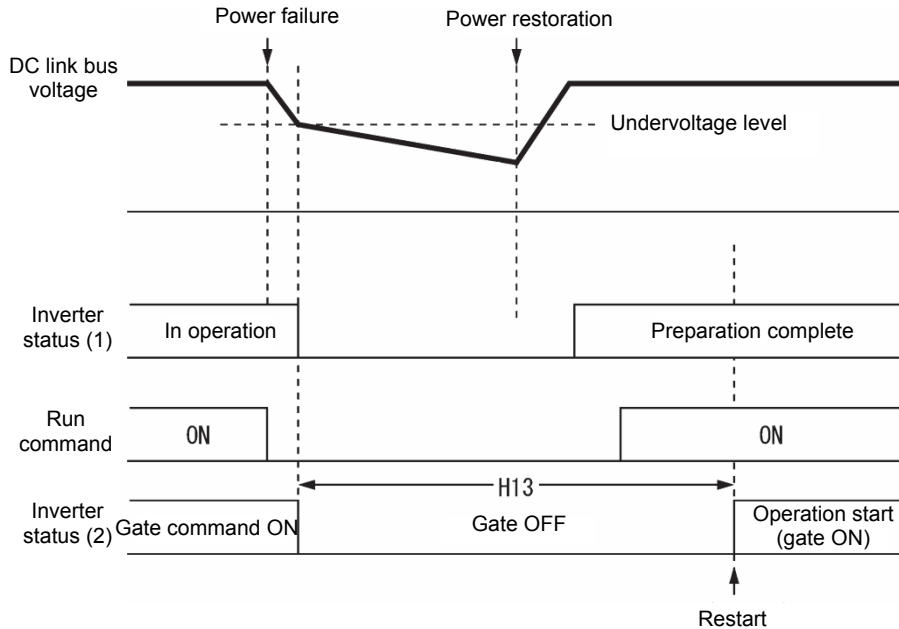 Power failure
Power restoration
DC link bus
voltage
Undervoltage level
Inverter
status (1)
In operation
Preparation complete
Run
command
ON
ON
H13
Inverter
status (2)
Gate command ON
Gate OFF
Operation start
(gate ON)
Restart